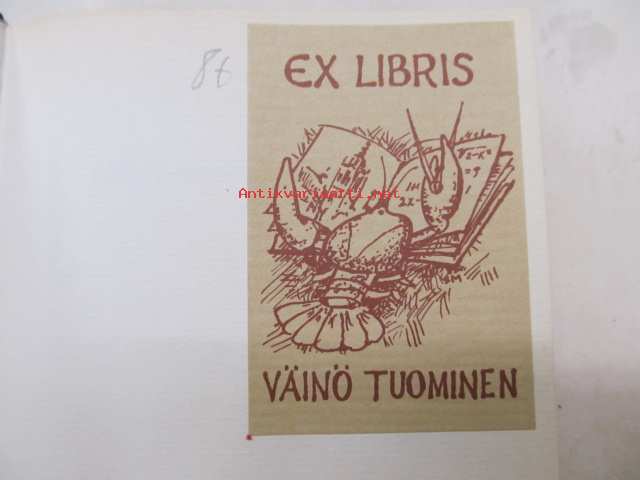 8€
EX LIBRIS
Antikvariaatti.net
VÄINÖ TUOMINEN